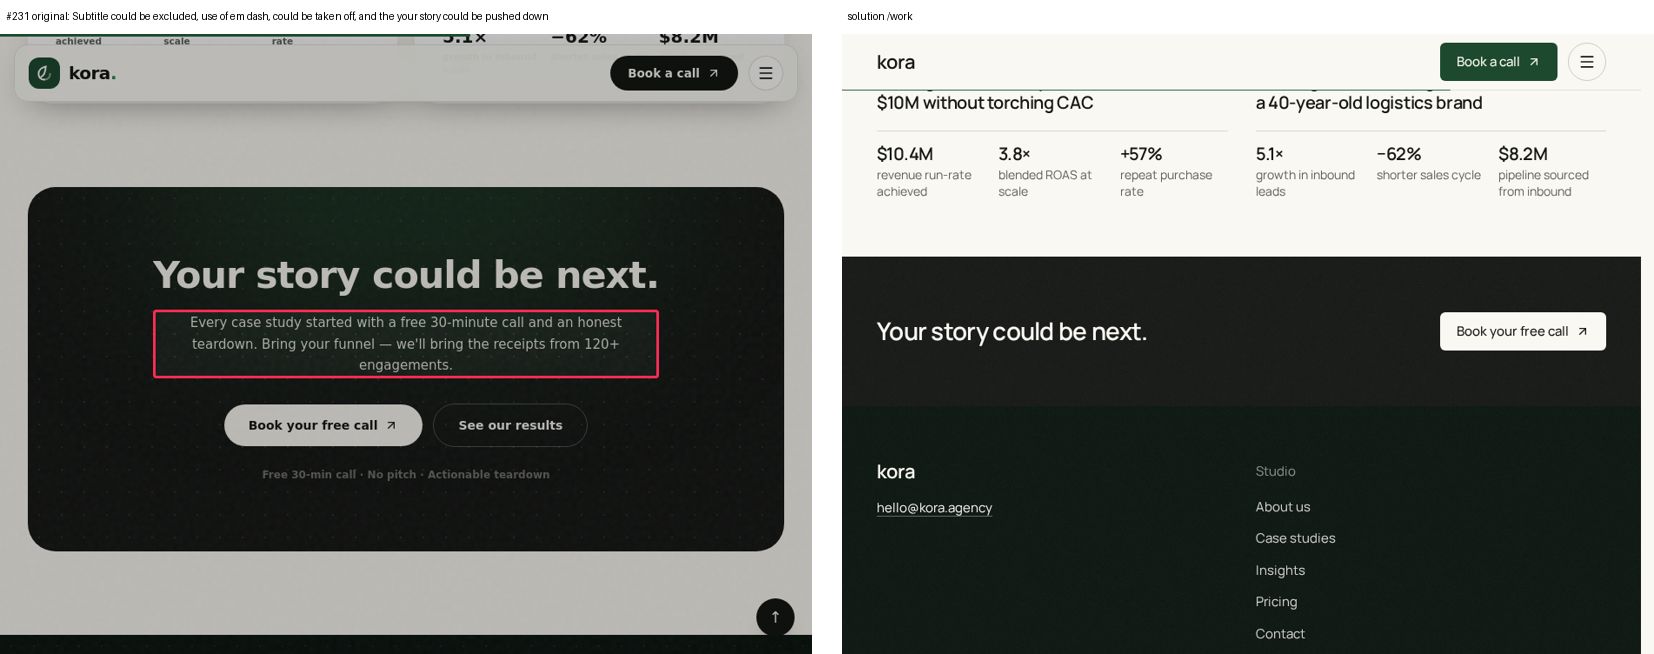 #231 original: Subtitle could be excluded, use of em dash, could be taken off, and the your story could be pushed down
achieved
scale
rate
5.1×
−62%
$8.2M
kora.
Book a call
Your story could be next.
Every case study started with a free 30-minute call and an honest
teardown. Bring your funnel — we'll bring the receipts from 120+
engagements.
Book your free call
See our results
Free 30-min call · No pitch · Actionable teardown
solution /work
kora
Book a call
$10M without torching CAC
a 40-year-old logistics brand
$10.4M
revenue run-rate
achieved
3.8×
blended ROAS at
scale
+57%
repeat purchase
rate
5.1×
growth in inbound
leads
−62%
shorter sales cycle
$8.2M
pipeline sourced
from inbound
Your story could be next.
Book your free call
kora
hello@kora.agency
Studio
About us
Case studies
Insights
Pricing
Contact